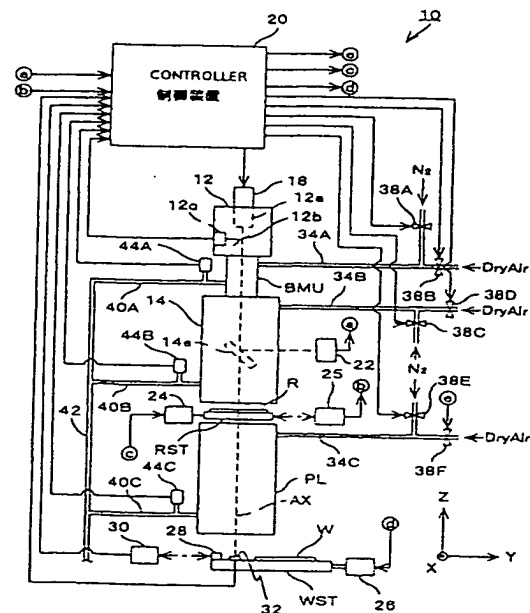 20
10
ⓐ
ⓑ
CONTROLLER
制御装置
ⓐ
ⓒ
ⓓ
18
12
12e
12a
12b
N2
38A
44A
34A
DryAir
38B
38D
40A
BMU
34B
DryAir
14
38C
14a
ⓐ
44B
22
N2
25
ⓑ
38E
42
24
R
ⓐ
40B
RST
DryAir
ⓒ
44C
34C
38F
PL
40C
AX
Z
30
28
W
ⓓ
X
Y
32
WST
26